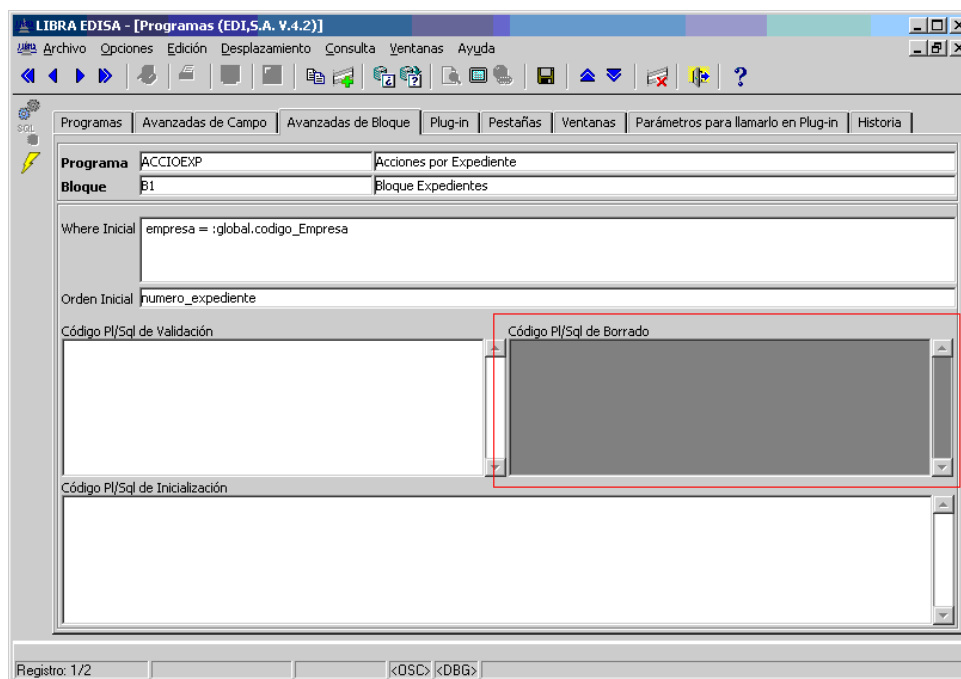 LIBRA EDISA - [Programas (EDI,S.A. V.4.2)]
Archivo Opciones Edición Desplazamiento Consulta Ventanas Ayuda
SQL
Programas Avanzadas de Campo Avanzadas de Bloque Plug-in Pestañas Ventanas Parámetros para llamarlo en Plug-in Historia
Programa ACCIOEXP Acciones por Expediente
Bloque B1 Bloque Expedientes
Where Inicial empresa = :global.codigo_Empresa
Orden Inicial numero_expediente
Código Pl/Sql de Validación Código Pl/Sql de Borrado
Código Pl/Sql de Inicialización
Registro: 1/2 <OSC> <DBG>